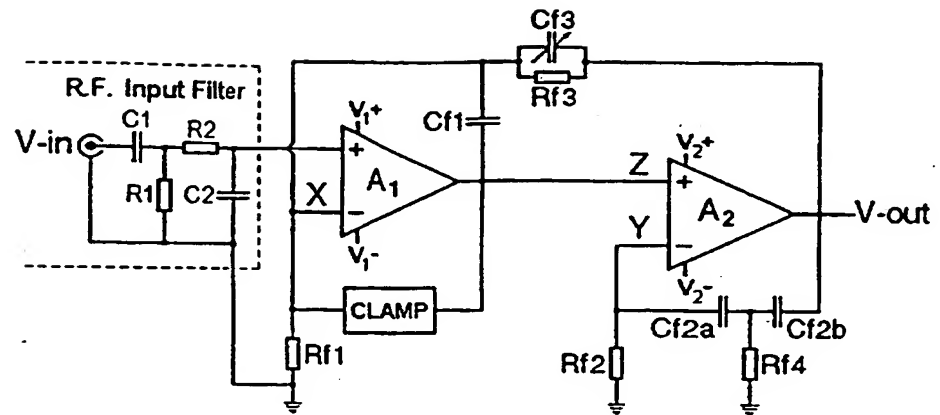 Cf3
R.F. Input Filter
Rf3
C1
R2
V₁+
Cf1
V-in
+
A₁
V₂+
Z
+
R1
C2
X
−
A₂
V-out
Y
−
V₁-
V₂-
CLAMP
Cf2a
Cf2b
Rf1
Rf2
Rf4